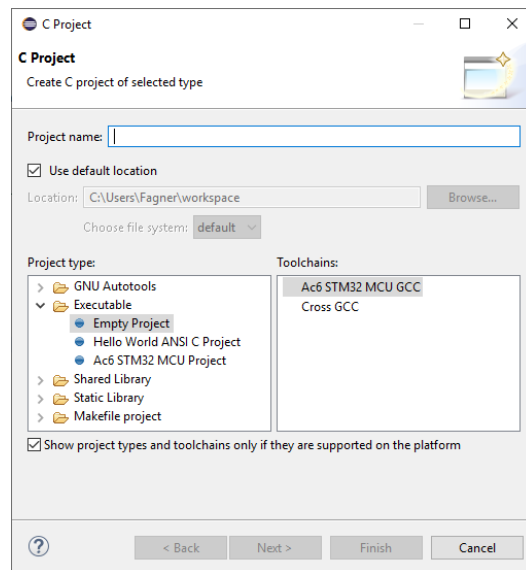 C Project
C Project
Create C project of selected type
Project name:
Use default location
Location: C:\Users\Fagner\workspace Browse...
Choose file system: default
Project type: Toolchains:
GNU Autotools
Executable
Empty Project
Hello World ANSI C Project
Ac6 STM32 MCU Project
Shared Library
Static Library
Makefile project
Ac6 STM32 MCU GCC
Cross GCC
Show project types and toolchains only if they are supported on the platform
? < Back Next > Finish Cancel